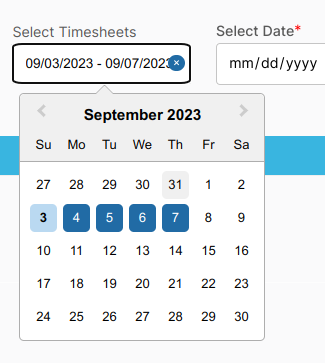 Select Timesheets
Select Date*
09/03/2023 - 09/07/2023
mm/dd/yyyy
September 2023
Su Mo Tu We Th Fr Sa
27 28 29 30 31 1 2
3 4 5 6 7 8 9
10 11 12 13 14 15 16
17 18 19 20 21 22 23
24 25 26 27 28 29 30